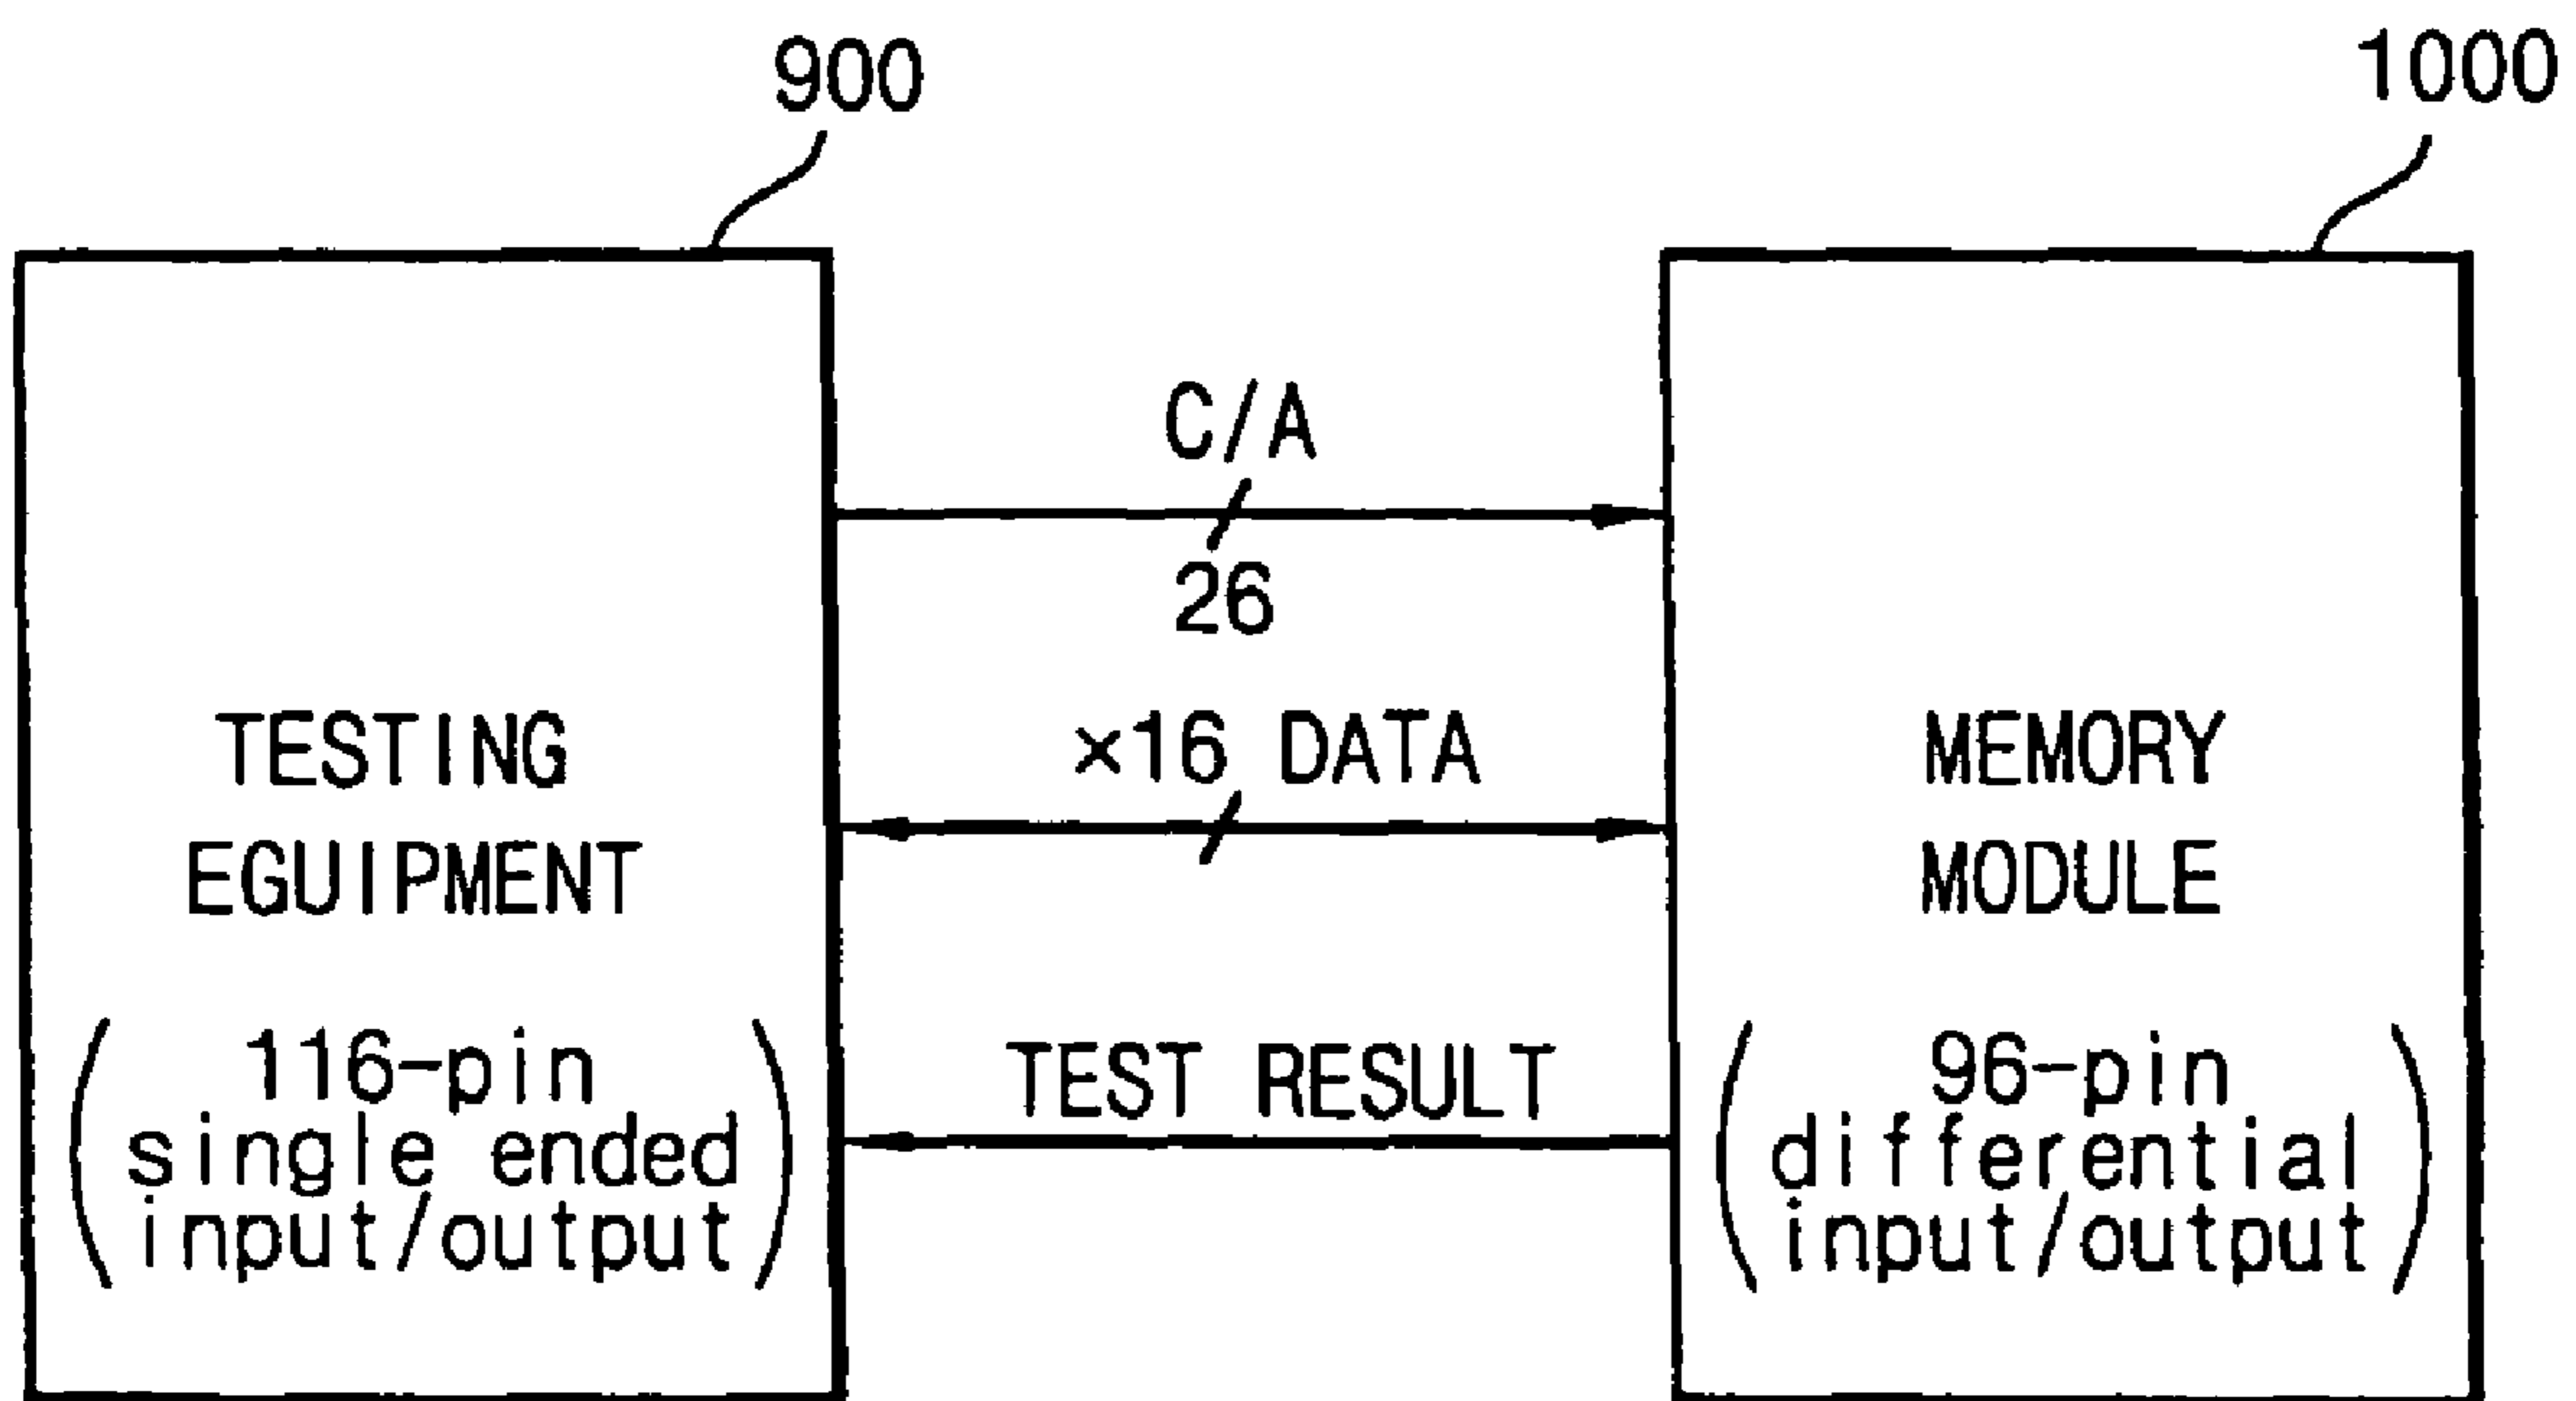 900
1000
C/A
26
×16 DATA
TESTING
EGUIPMENT
MEMORY
MODULE
TEST RESULT
116-pin
single ended
input/output
96-pin
differential
input/output